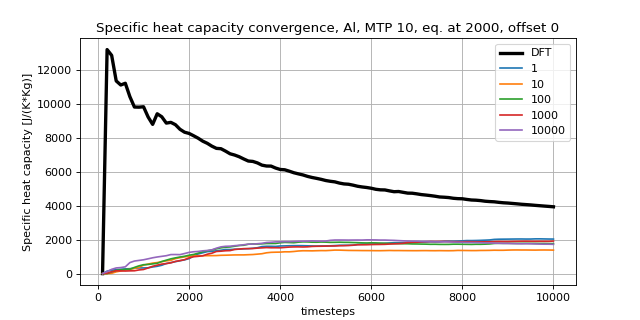 Specific heat capacity convergence, Al, MTP 10, eq. at 2000, offset 0
Specific heat capacity [J/(K*Kg)]
12000
10000
8000
6000
4000
2000
0
DFT
1
10
100
1000
10000
0 2000 4000 6000 8000 10000
timesteps